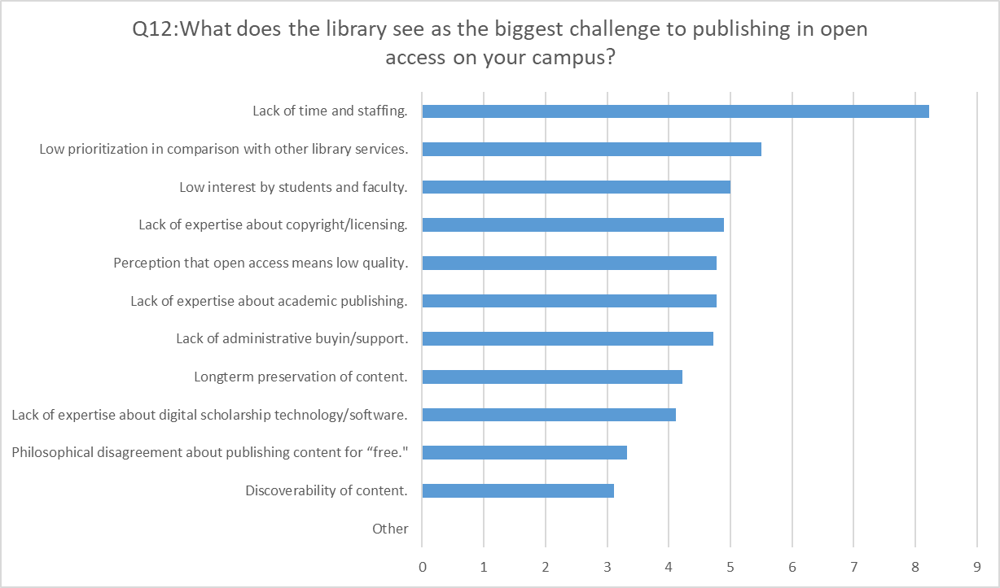 Q12:What does the library see as the biggest challenge to publishing in open
access on your campus?
Lack of time and staffing.
Low prioritization in comparison with other library services.
Low interest by students and faculty.
Lack of expertise about copyright/licensing.
Perception that open access means low quality.
Lack of expertise about academic publishing.
Lack of administrative buyin/support.
Longterm preservation of content.
Lack of expertise about digital scholarship technology/software.
Philosophical disagreement about publishing content for “free."
Discoverability of content.
Other
0 1 2 3 4 5 6 7 8 9